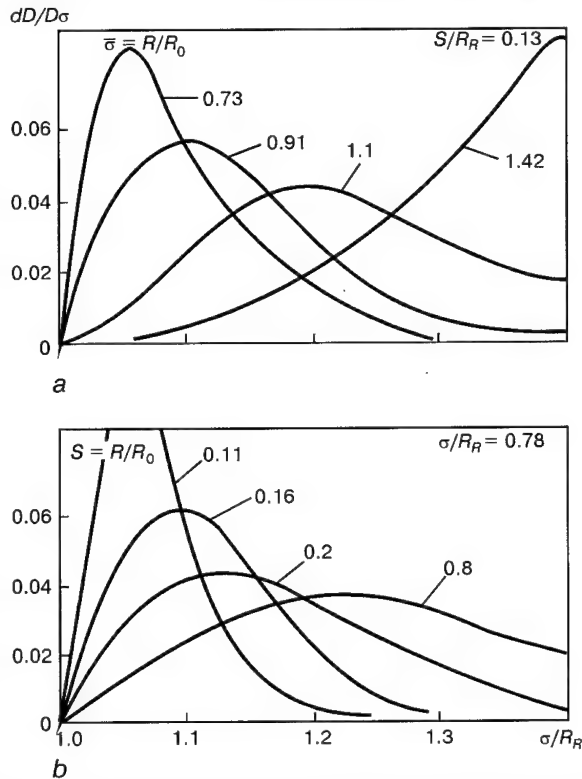 dD/Dσ
σ̅ = R/R₀
S/R_R = 0.13
0.73
0.91
1.1
1.42
0.06
0.04
0.02
0
a
S = R/R₀
σ/R_R = 0.78
0.11
0.16
0.2
0.8
0.06
0.04
0.02
0
1.0
1.1
1.2
1.3
σ/R_R
b